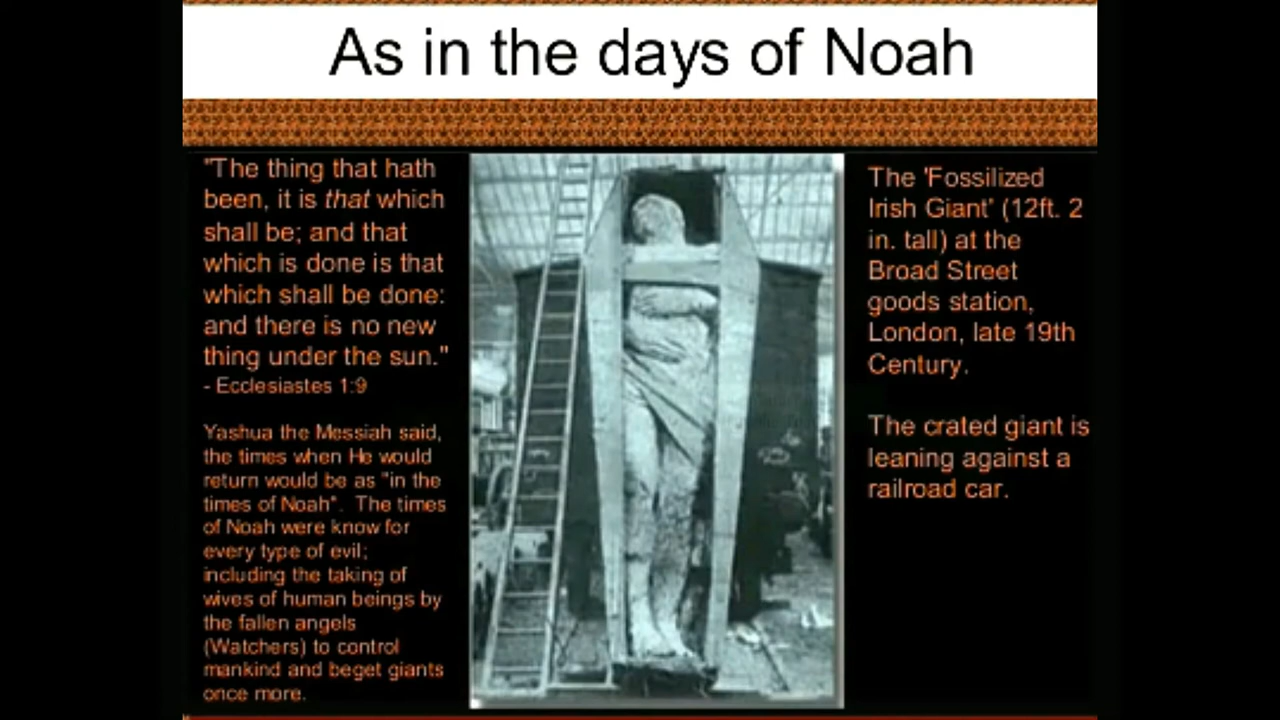 As in the days of Noah
"The thing that hath
been, it is that which
shall be; and that
which is done is that
which shall be done:
and there is no new
thing under the sun."
- Ecclesiastes 1:9
Yashua the Messiah said,
the times when He would
return would be as "in the
times of Noah". The times
of Noah were know for
every type of evil;
including the taking of
wives of human beings by
the fallen angels
(Watchers) to control
mankind and beget giants
once more.
The 'Fossilized
Irish Giant' (12ft. 2
in. tall) at the
Broad Street
goods station,
London, late 19th
Century.
The crated giant is
leaning against a
railroad car.